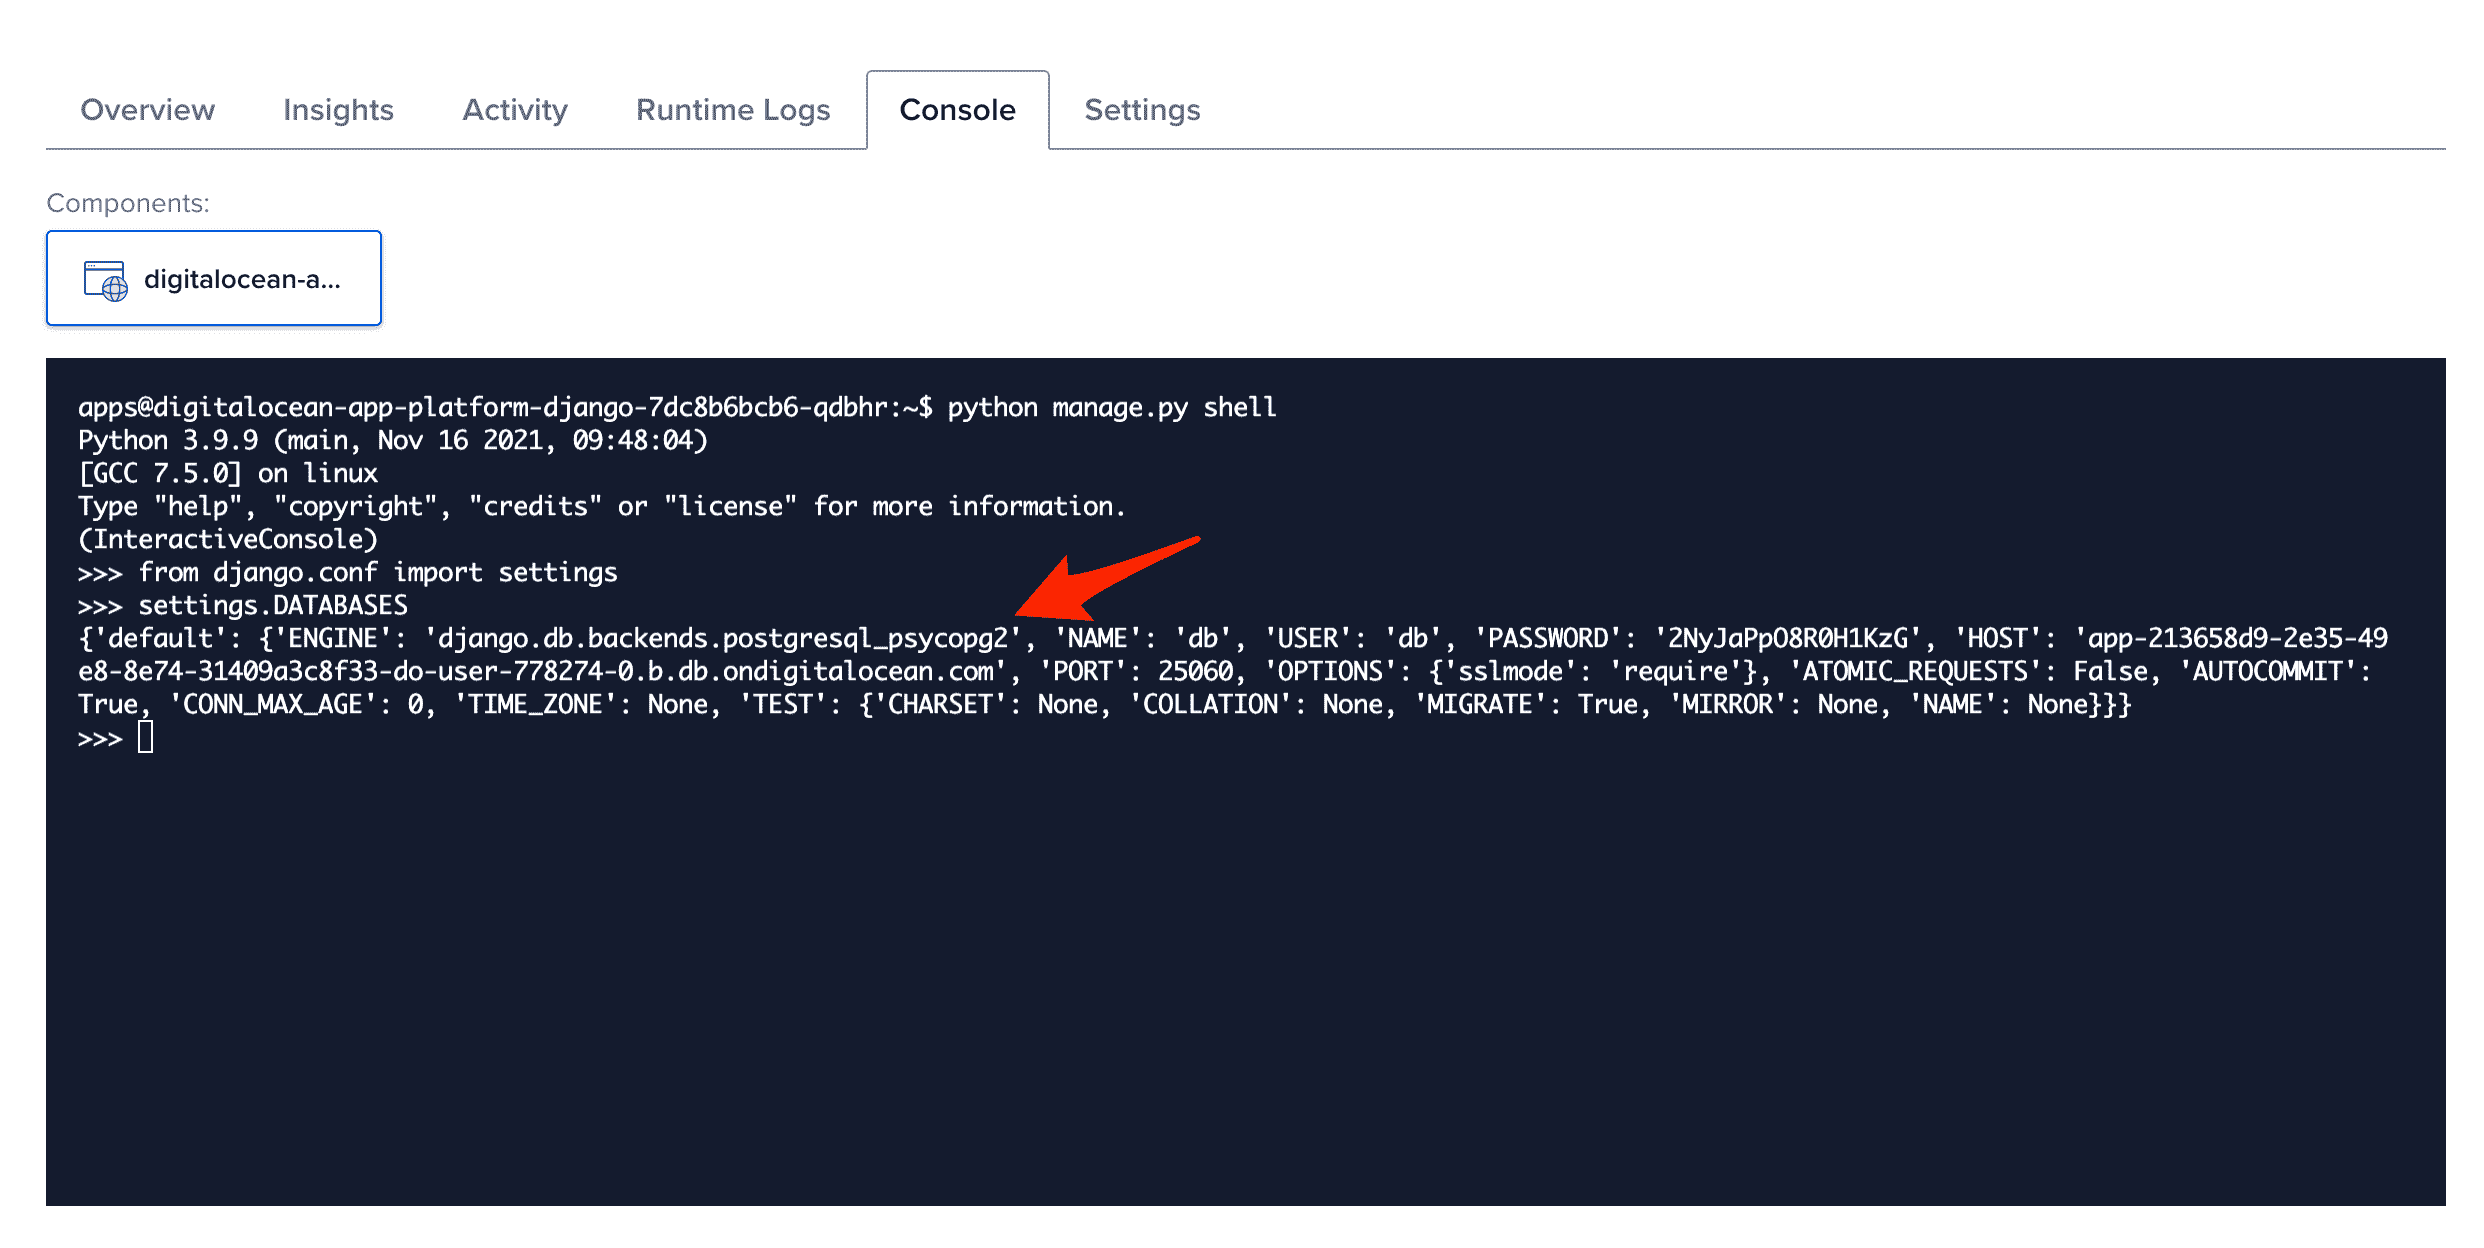 Overview Insights Activity Runtime Logs Console Settings
Components:
digitalocean-a...
apps@digitalocean-app-platform-django-7dc8b6bcb6-qdbhr:~$ python manage.py shell
Python 3.9.9 (main, Nov 16 2021, 09:48:04)
[GCC 7.5.0] on linux
Type "help", "copyright", "credits" or "license" for more information.
(InteractiveConsole)
>>> from django.conf import settings
>>> settings.DATABASES
{'default': {'ENGINE': 'django.db.backends.postgresql_psycopg2', 'NAME': 'db', 'USER': 'db', 'PASSWORD': '2NyJaPpO8R0H1KzG', 'HOST': 'app-213658d9-2e35-49
e8-8e74-31409a3c8f33-do-user-778274-0.b.db.ondigitalocean.com', 'PORT': 25060, 'OPTIONS': {'sslmode': 'require'}, 'ATOMIC_REQUESTS': False, 'AUTOCOMMIT':
True, 'CONN_MAX_AGE': 0, 'TIME_ZONE': None, 'TEST': {'CHARSET': None, 'COLLATION': None, 'MIGRATE': True, 'MIRROR': None, 'NAME': None}}}
>>>